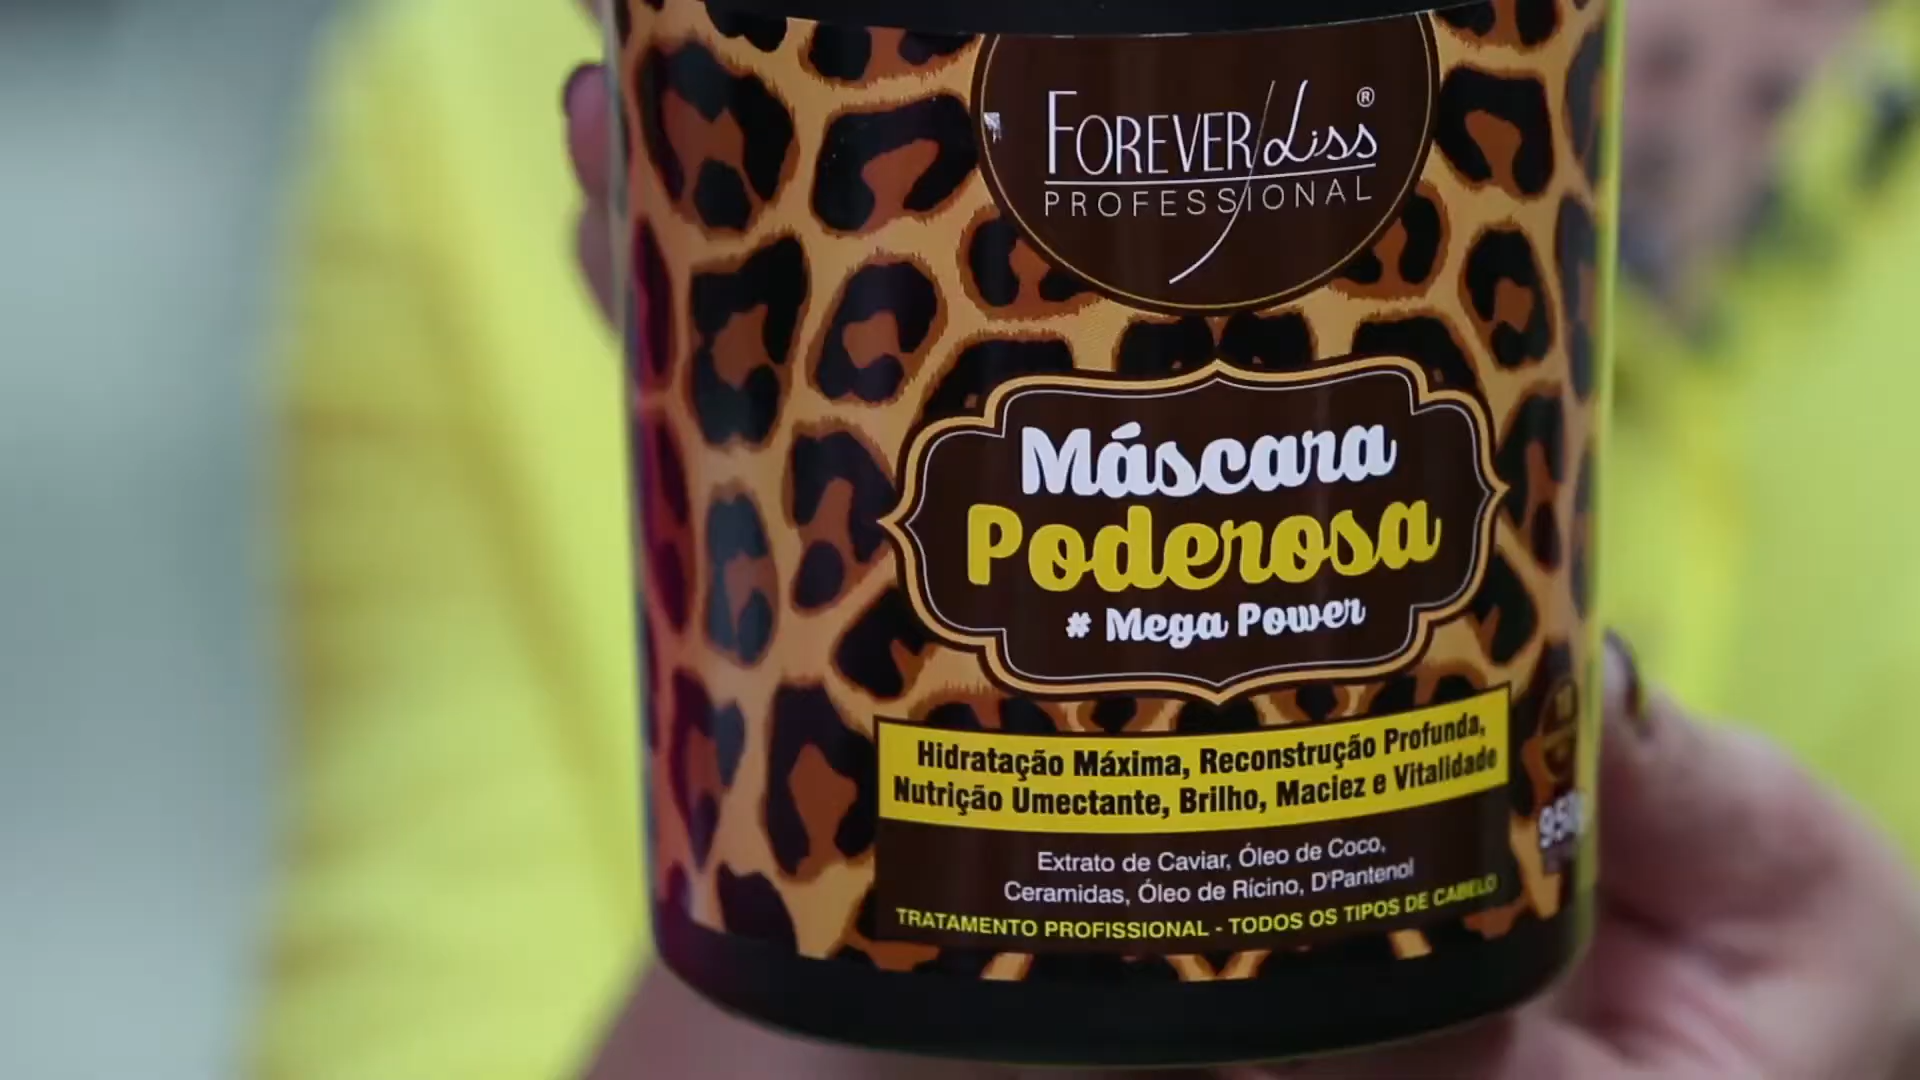 FOREVER Liss ®
PROFESSIONAL
Máscara
Poderosa
# Mega Power
Hidratação Máxima, Reconstrução Profunda,
Nutrição Umectante, Brilho, Maciez e Vitalidade
Extrato de Caviar, Óleo de Coco,
Ceramidas, Óleo de Rícino, D'Pantenol
TRATAMENTO PROFISSIONAL - TODOS OS TIPOS DE CABELO